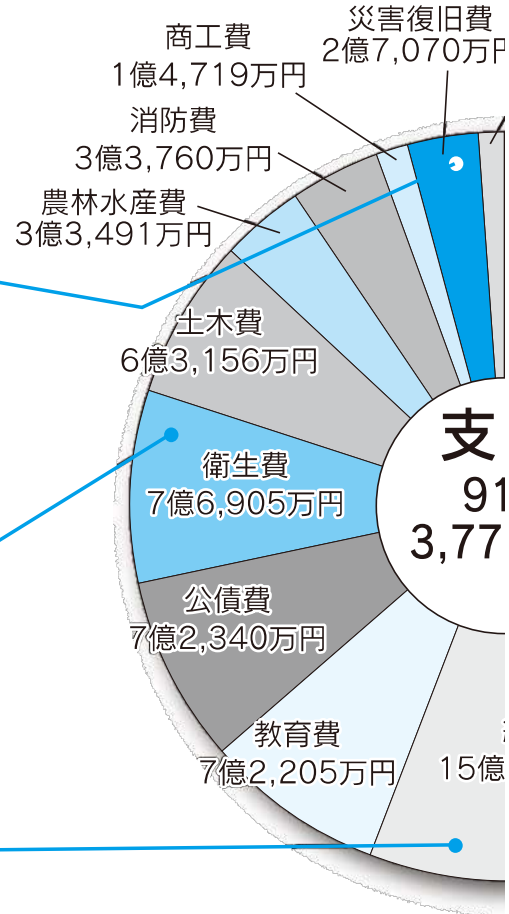 災害復旧費
2億7,070万円
商工費
1億4,719万円
消防費
3億3,760万円
農林水産費
3億3,491万円
土木費
6億3,156万円
衛生費
7億6,905万円
公債費
7億2,340万円
教育費
7億2,205万円
支
91
3,77
15億